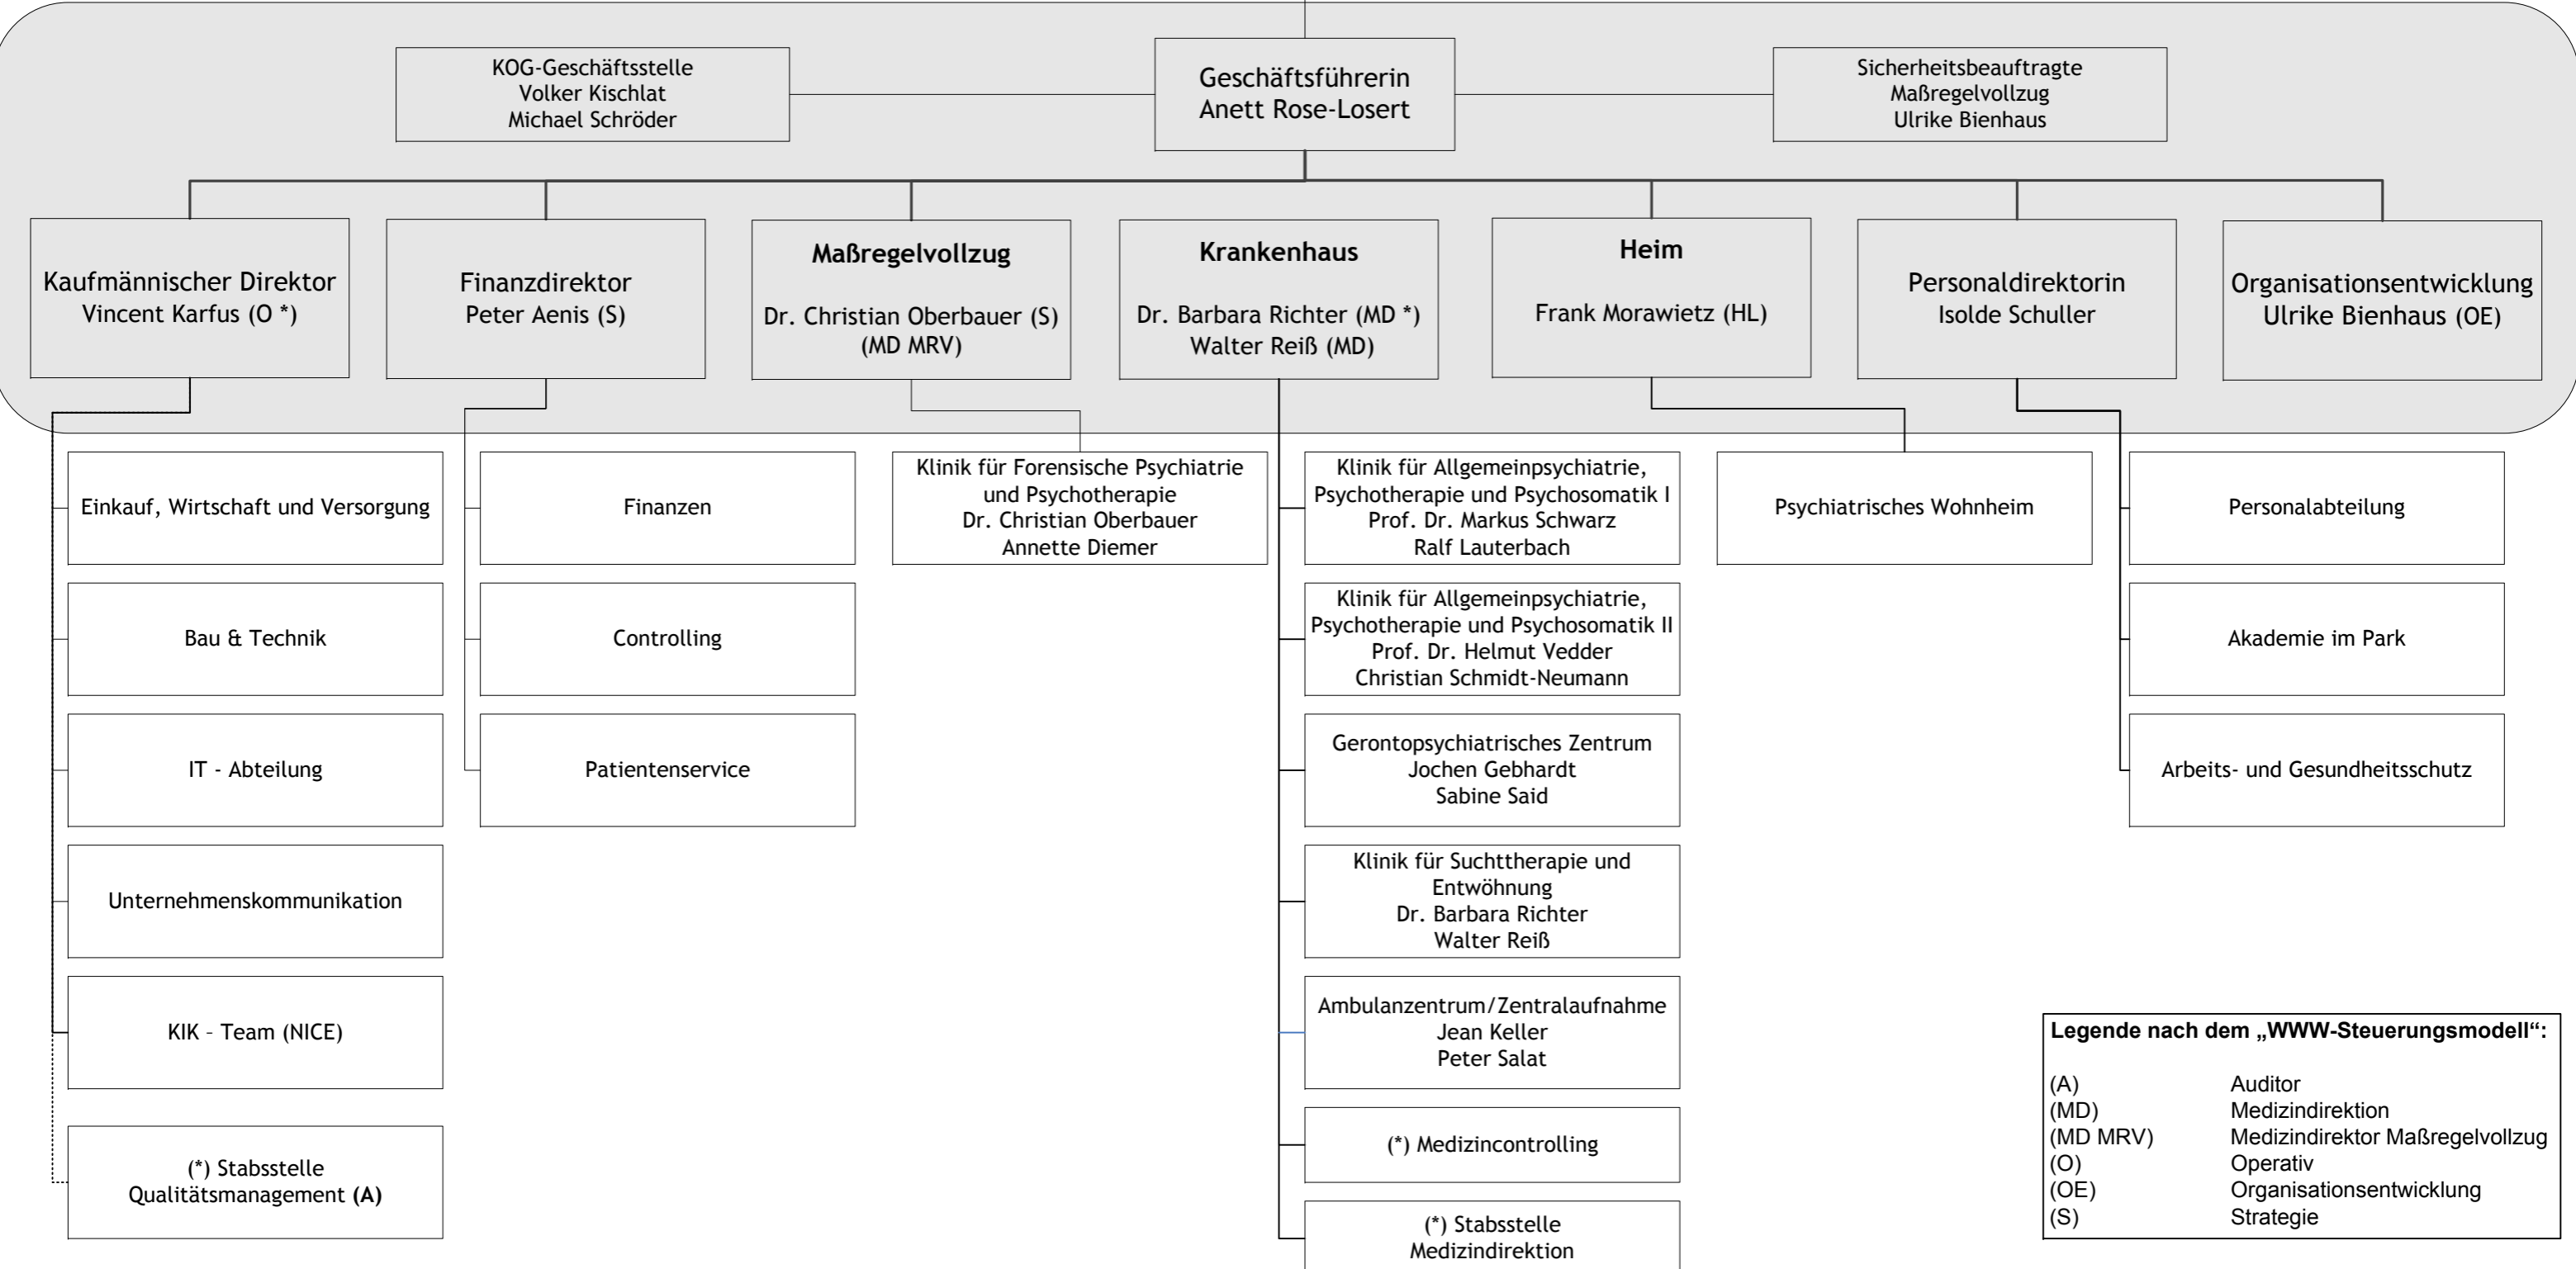 KOG-Geschäftsstelle
Volker Kischlat
Michael Schröder
Geschäftsführerin
Anett Rose-Losert
Sicherheitsbeauftragte
Maßregelvollzug
Ulrike Bienhaus
Kaufmännischer Direktor
Vincent Karfus (O *)
Finanzdirektor
Peter Aenis (S)
Maßregelvollzug
Dr. Christian Oberbauer (S)
(MD MRV)
Krankenhaus
Dr. Barbara Richter (MD *)
Walter Reiß (MD)
Heim
Frank Morawietz (HL)
Personaldirektorin
Isolde Schuller
Organisationsentwicklung
Ulrike Bienhaus (OE)
Einkauf, Wirtschaft und Versorgung
Bau & Technik
IT - Abteilung
Unternehmenskommunikation
KIK - Team (NICE)
(*) Stabsstelle
Qualitätsmanagement (A)
Finanzen
Controlling
Patientenservice
Klinik für Forensische Psychiatrie
und Psychotherapie
Dr. Christian Oberbauer
Annette Diemer
Klinik für Allgemeinpsychiatrie,
Psychotherapie und Psychosomatik I
Prof. Dr. Markus Schwarz
Ralf Lauterbach
Klinik für Allgemeinpsychiatrie,
Psychotherapie und Psychosomatik II
Prof. Dr. Helmut Vedder
Christian Schmidt-Neumann
Gerontopsychiatrisches Zentrum
Jochen Gebhardt
Sabine Said
Klinik für Suchttherapie und
Entwöhnung
Dr. Barbara Richter
Walter Reiß
Ambulanzentrum/Zentralaufnahme
Jean Keller
Peter Salat
(*) Medizincontrolling
(*) Stabsstelle
Medizindirektion
Psychiatrisches Wohnheim
Personalabteilung
Akademie im Park
Arbeits- und Gesundheitsschutz
Legende nach dem „WWW-Steuerungsmodell“:
(A) Auditor
(MD) Medizindirektion
(MD MRV) Medizindirektor Maßregelvollzug
(O) Operativ
(OE) Organisationsentwicklung
(S) Strategie